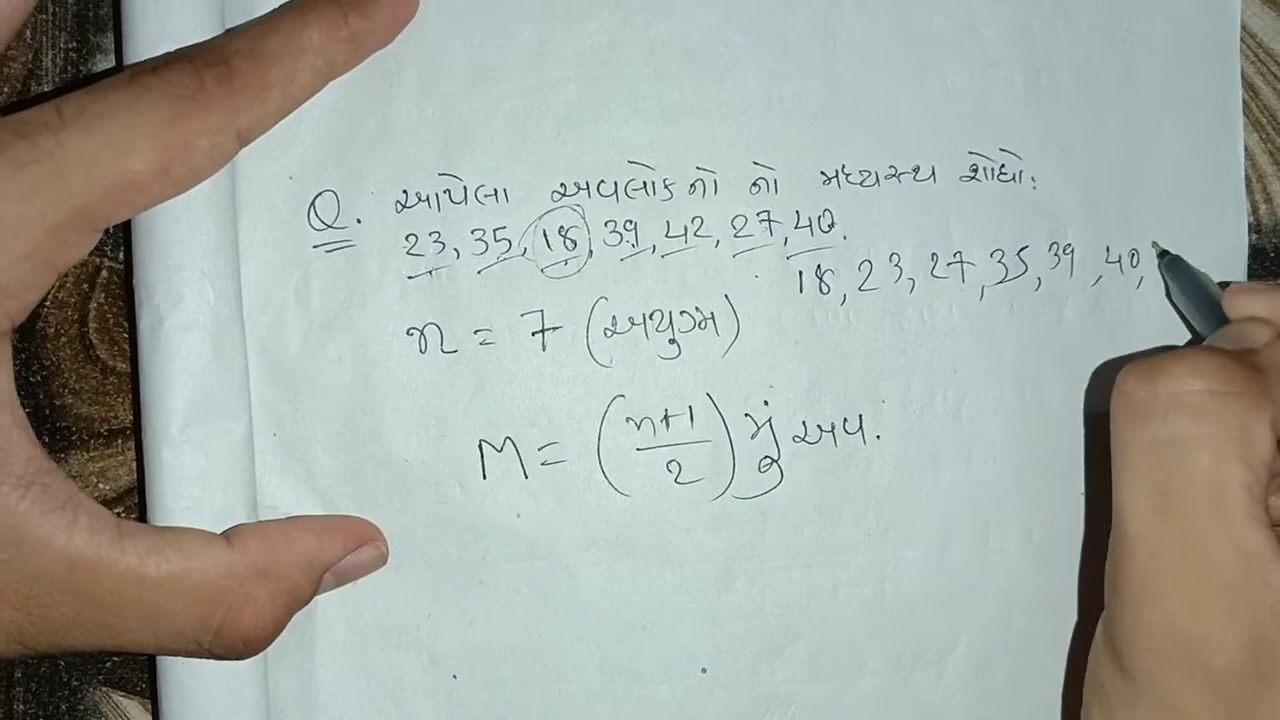 Q. આપેલા અવલોકનો નો મધ્યસ્થ શોધો:
23, 35, 18, 39, 42, 27, 40.
18, 23, 27, 35, 39, 40,
n = 7 (અયુગ્મ)
M = (n+1/2) મું અવ.